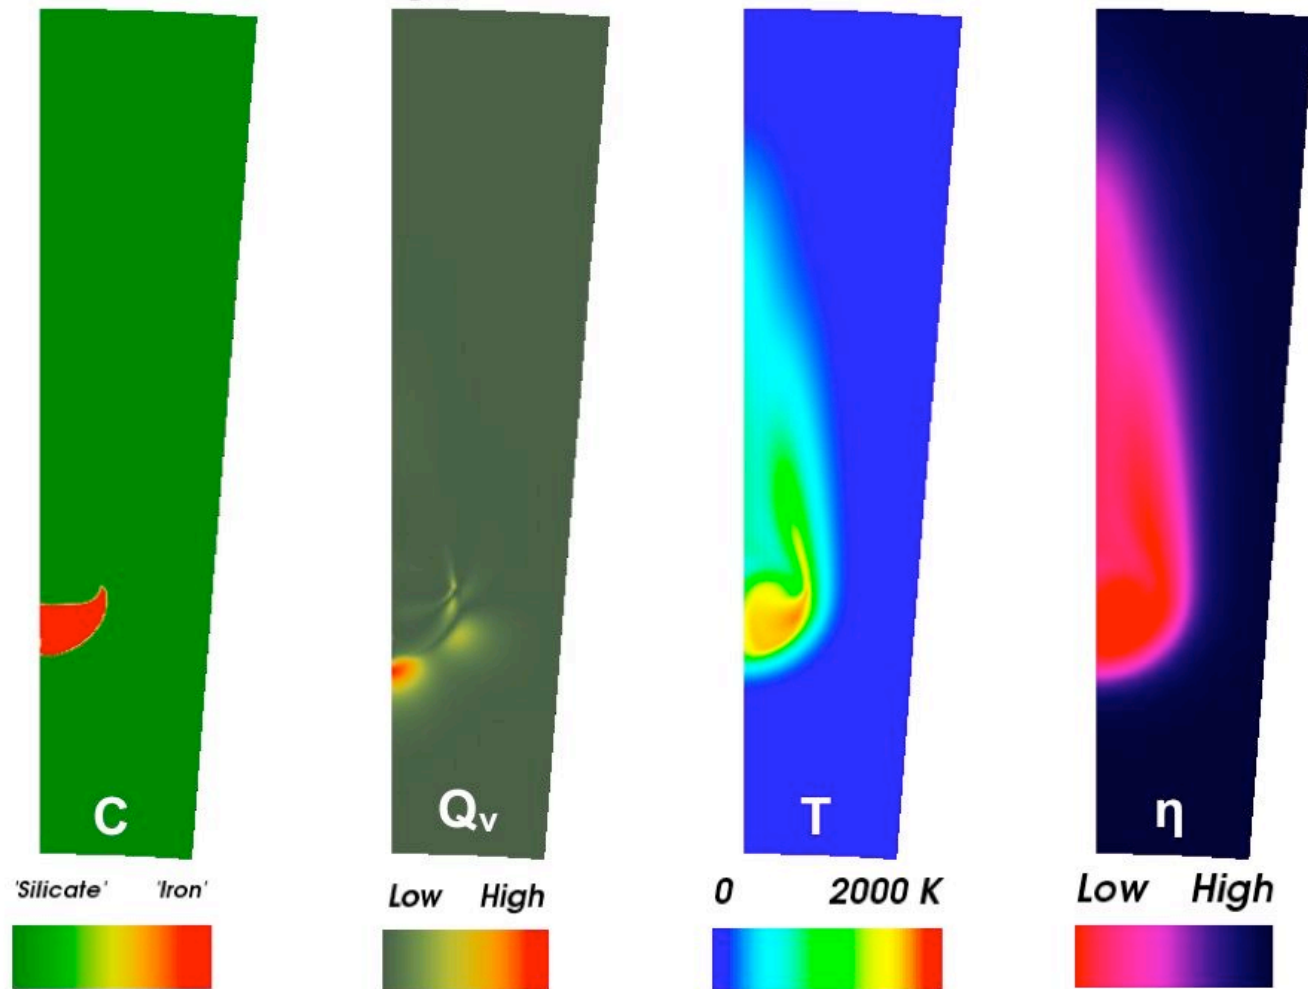 C
Qv
T
η
'Silicate' 'Iron'
Low High
0 2000 K
Low High